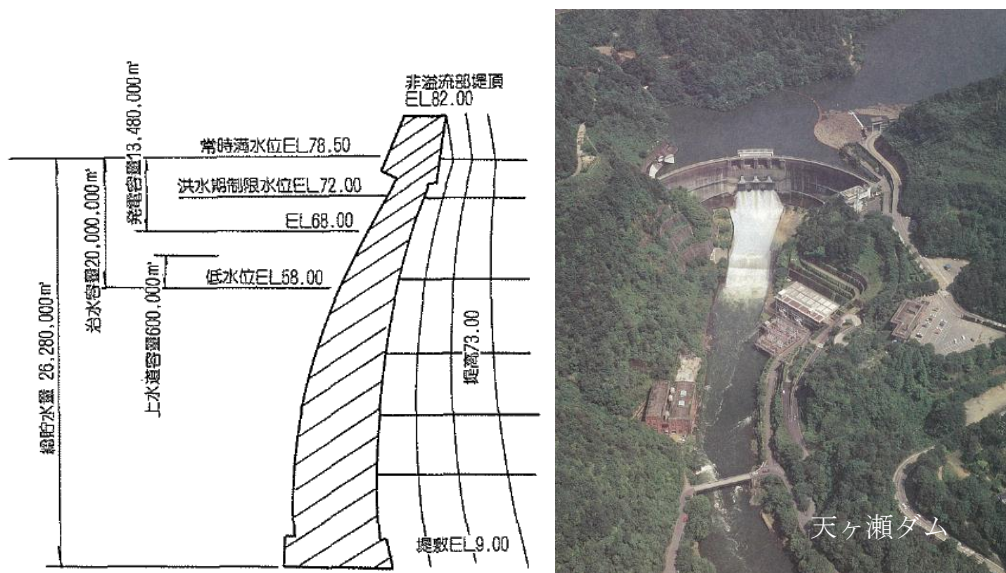 非溢流部堤頂
EL82.00
常時満水位EL78.50
洪水期制限水位EL72.00
EL68.00
低水位EL58.00
発電容量13,480.000㎥
治水容量20,000.000㎥
上水道容量600.000㎥
総貯水量 26,280,000㎥
堤高73.00
堤敷EL9.00
天ヶ瀬ダム